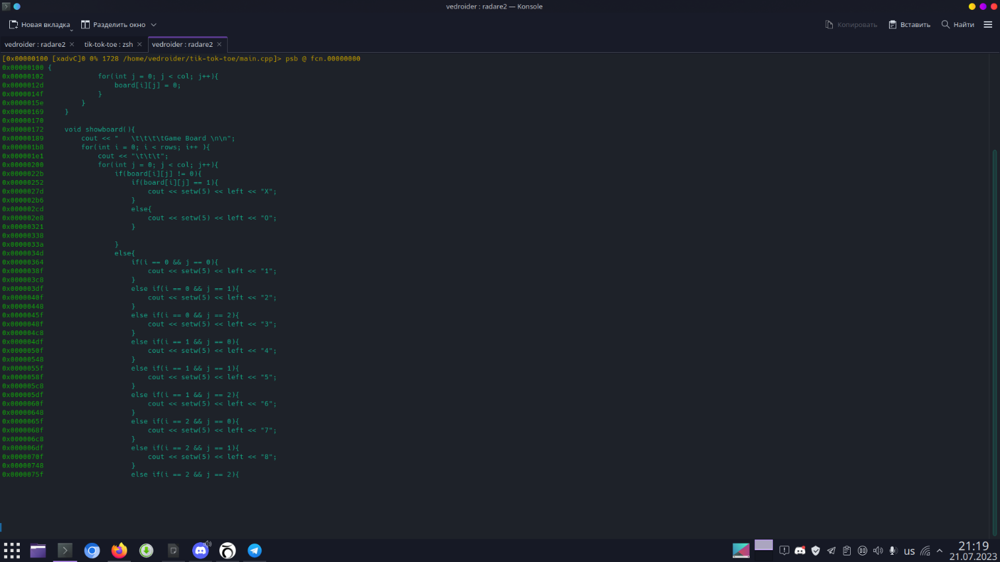 vedroider : radare2 — Konsole
Новая вкладка Разделить окно Копировать Вставить Найти
vedroider : radare2 tik-tok-toe : zsh vedroider : radare2
[0x00000100 [xadvC]0 0% 1728 /home/vedroider/tik-tok-toe/main.cpp]> psb @ fcn.00000000
0x00000100 {
0x00000102             for(int j = 0; j < col; j++){
0x0000012d                 board[i][j] = 0;
0x0000014f             }
0x0000015e         }
0x00000169     }
0x00000170
0x00000172     void showboard(){
0x00000189         cout << "   \t\t\t\tGame Board \n\n";
0x000001b8         for(int i = 0; i < rows; i++ ){
0x000001e1             cout << "\t\t\t";
0x00000200             for(int j = 0; j < col; j++){
0x0000022b                 if(board[i][j] != 0){
0x00000252                     if(board[i][j] == 1){
0x0000027d                         cout << setw(5) << left << "X";
0x000002b6                     }
0x000002cd                     else{
0x000002e8                         cout << setw(5) << left << "O";
0x00000321                     }
0x00000338
0x0000033a                 }
0x0000034d                 else{
0x00000364                     if(i == 0 && j == 0){
0x0000038f                         cout << setw(5) << left << "1";
0x000003c8                     }
0x000003df                     else if(i == 0 && j == 1){
0x0000040f                         cout << setw(5) << left << "2";
0x00000448                     }
0x0000045f                     else if(i == 0 && j == 2){
0x0000048f                         cout << setw(5) << left << "3";
0x000004c8                     }
0x000004df                     else if(i == 1 && j == 0){
0x0000050f                         cout << setw(5) << left << "4";
0x00000548                     }
0x0000055f                     else if(i == 1 && j == 1){
0x0000058f                         cout << setw(5) << left << "5";
0x000005c8                     }
0x000005df                     else if(i == 1 && j == 2){
0x0000060f                         cout << setw(5) << left << "6";
0x00000648                     }
0x0000065f                     else if(i == 2 && j == 0){
0x0000068f                         cout << setw(5) << left << "7";
0x000006c8                     }
0x000006df                     else if(i == 2 && j == 1){
0x0000070f                         cout << setw(5) << left << "8";
0x00000748                     }
0x0000075f                     else if(i == 2 && j == 2){
us 21:19
21.07.2023